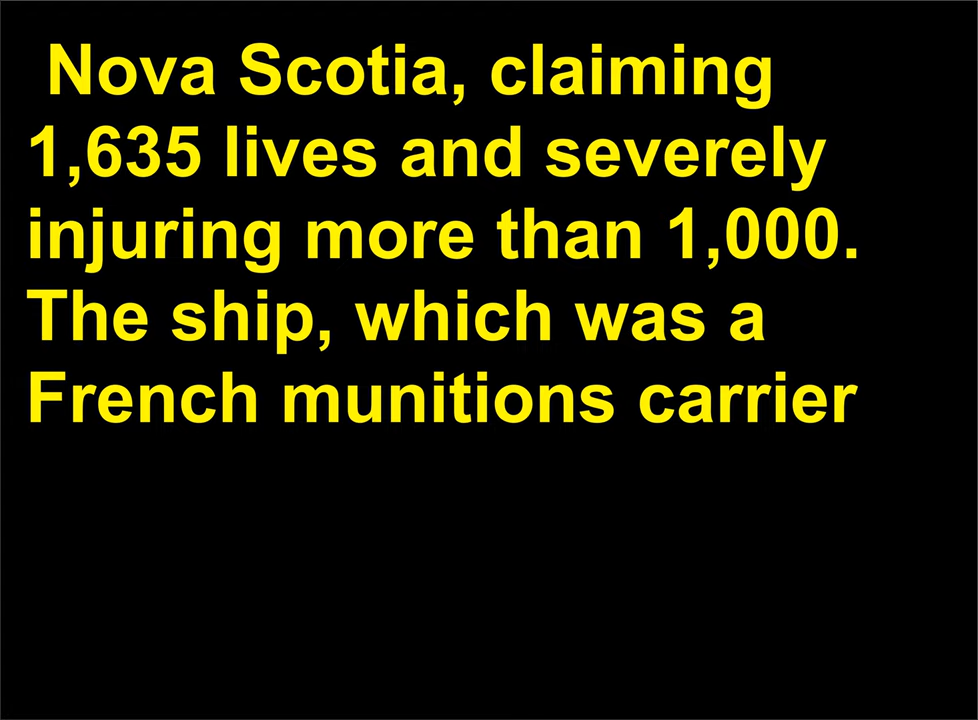 Nova Scotia, claiming
1,635 lives and severely
injuring more than 1,000.
The ship, which was a
French munitions carrier